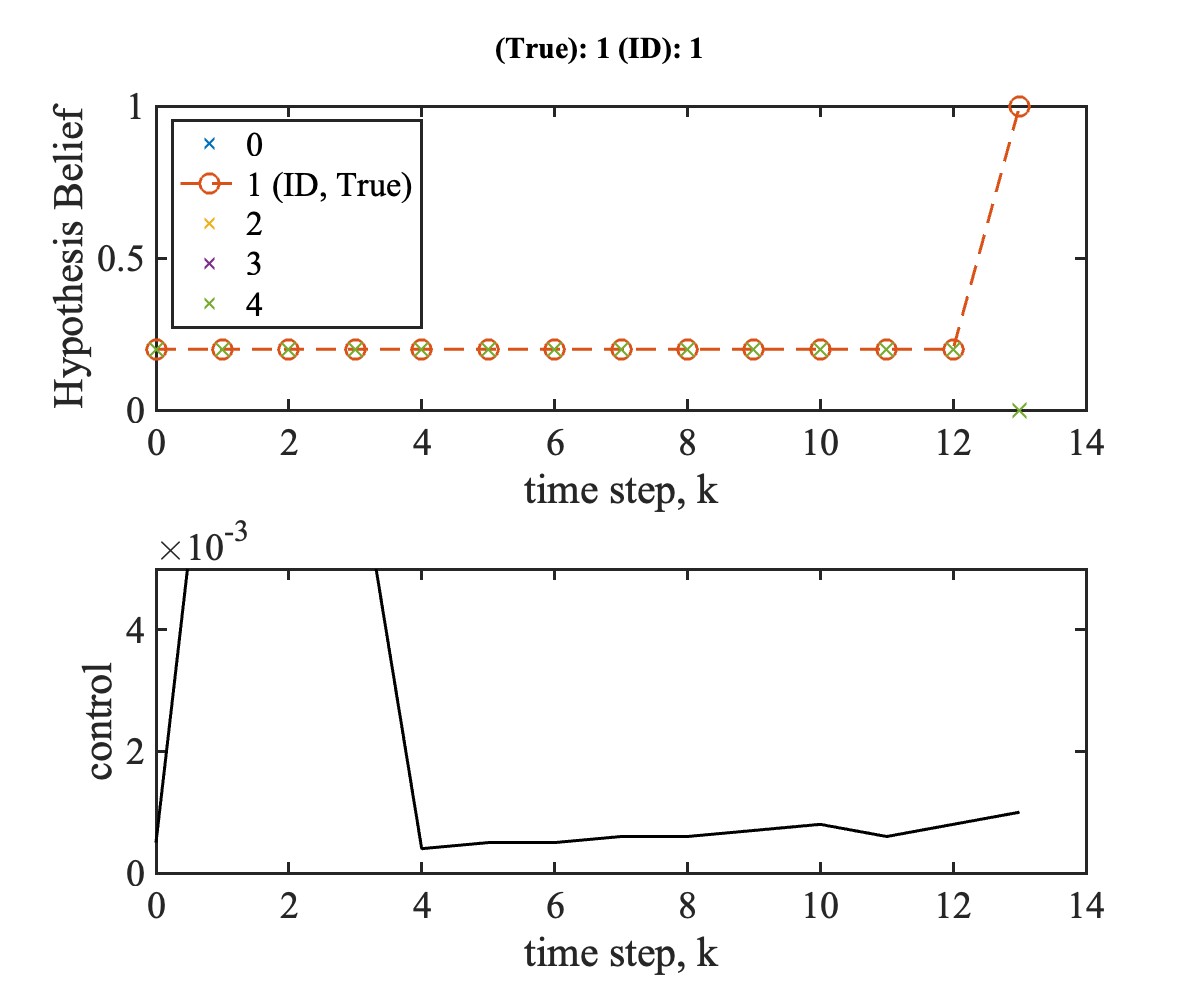 (True): 1 (ID): 1
Hypothesis Belief
1
0.5
0
0
1 (ID, True)
2
3
4
0 2 4 6 8 10 12 14
time step, k
×10^-3
control
4
2
0
0 2 4 6 8 10 12 14
time step, k